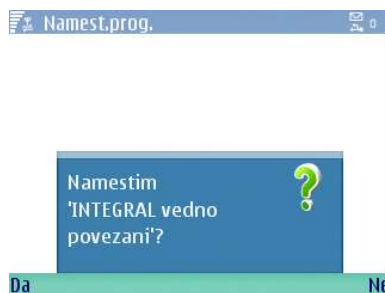 Namest.prog.
Namestim
'INTEGRAL vedno
povezani'?
Da
Ne